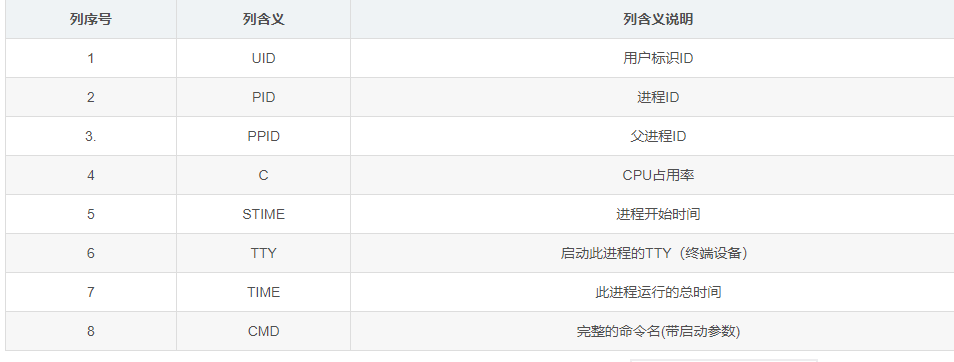 列序号 列含义 列含义说明
1 UID 用户标识ID
2 PID 进程ID
3. PPID 父进程ID
4 C CPU占用率
5 STIME 进程开始时间
6 TTY 启动此进程的TTY（终端设备）
7 TIME 此进程运行的总时间
8 CMD 完整的命令名(带启动参数)